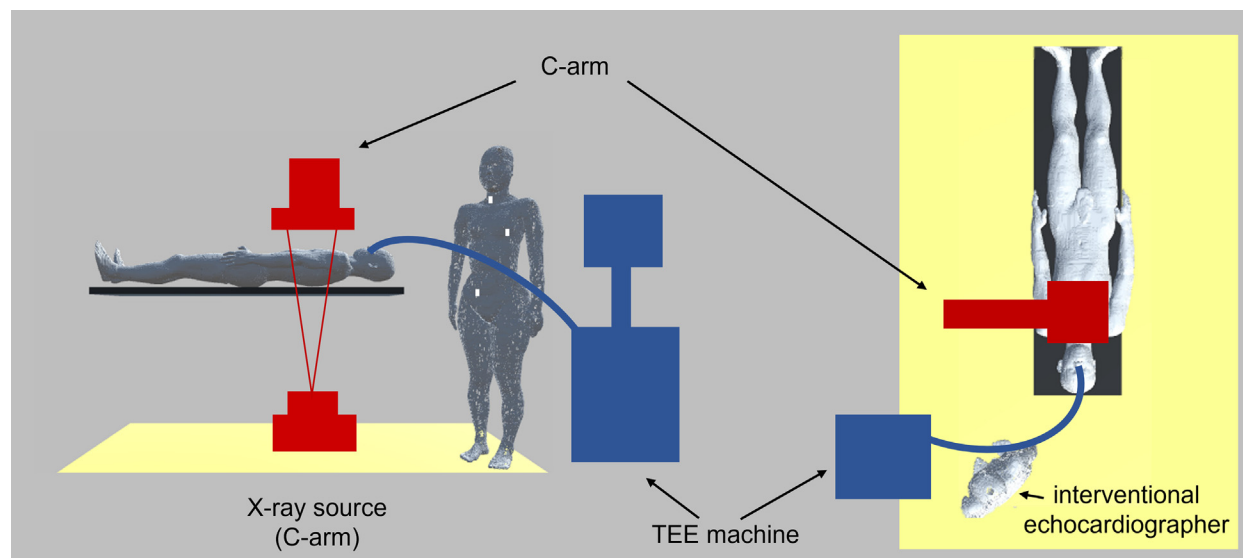 C-arm
X-ray source
(C-arm)
TEE machine
interventional
echocardiographer